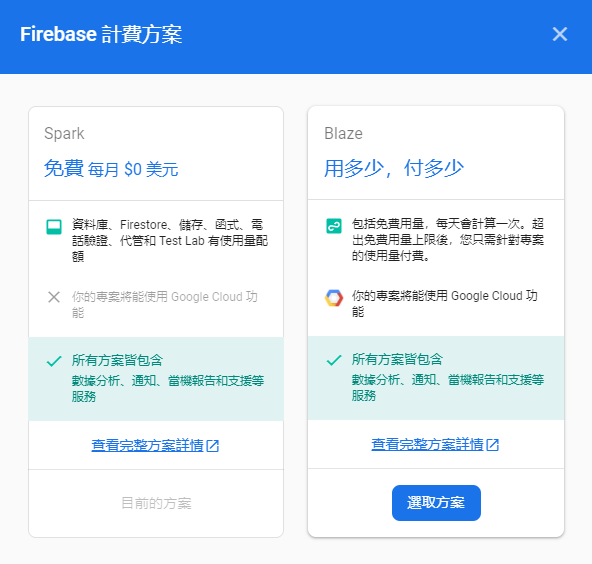 Firebase 計費方案
Spark
免費 每月 $0 美元
資料庫、Firestore、儲存、函式、電
話驗證、代管和 Test Lab 有使用量配
額
你的專案將能使用 Google Cloud 功
能
所有方案皆包含
數據分析、通知、當機報告和支援等
服務
查看完整方案詳情
目前的方案
Blaze
用多少，付多少
包括免費用量，每天會計算一次。超
出免費用量上限後，您只需針對專案
的使用量付費。
你的專案將能使用 Google Cloud 功
能
所有方案皆包含
數據分析、通知、當機報告和支援等
服務
查看完整方案詳情
選取方案